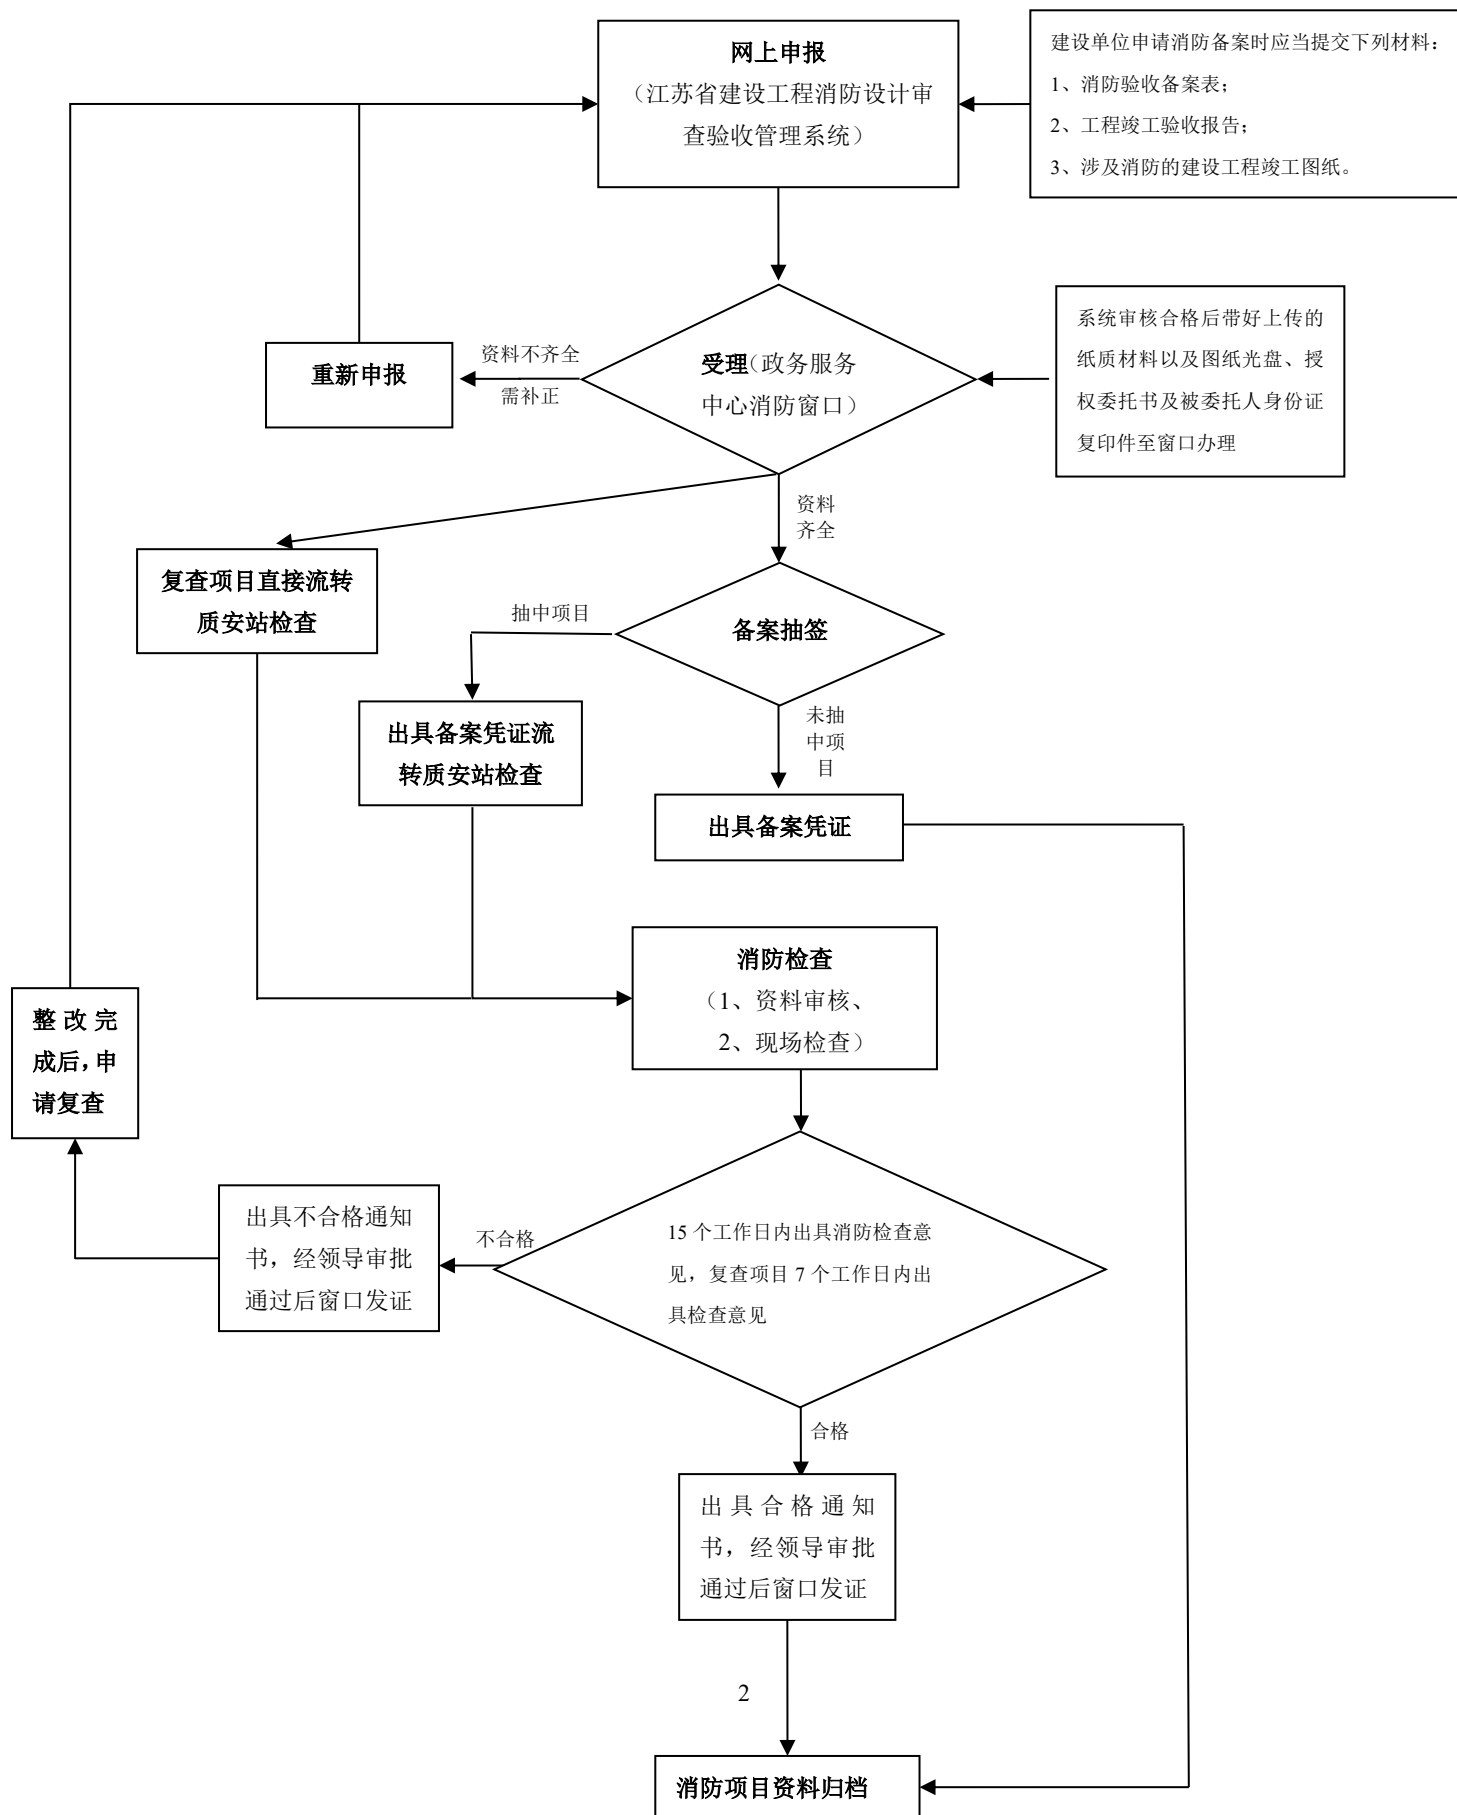 网上申报
（江苏省建设工程消防设计审
查验收管理系统）
建设单位申请消防备案时应当提交下列材料：
1、消防验收备案表；
2、工程竣工验收报告；
3、涉及消防的建设工程竣工图纸。
重新申报
资料不齐全
需补正
受理（政务服务
中心消防窗口）
系统审核合格后带好上传的
纸质材料以及图纸光盘、授
权委托书及被委托人身份证
复印件至窗口办理
资料
齐全
复查项目直接流转
质安站检查
抽中项目
备案抽签
出具备案凭证流
转质安站检查
未抽
中项
目
出具备案凭证
消防检查
（1、资料审核、
2、现场检查）
整改完
成后，申
请复查
出具不合格通知
书，经领导审批
通过后窗口发证
不合格
15 个工作日内出具消防检查意
见，复查项目 7 个工作日内出
具检查意见
合格
出具合格通知
书，经领导审批
通过后窗口发证
2
消防项目资料归档